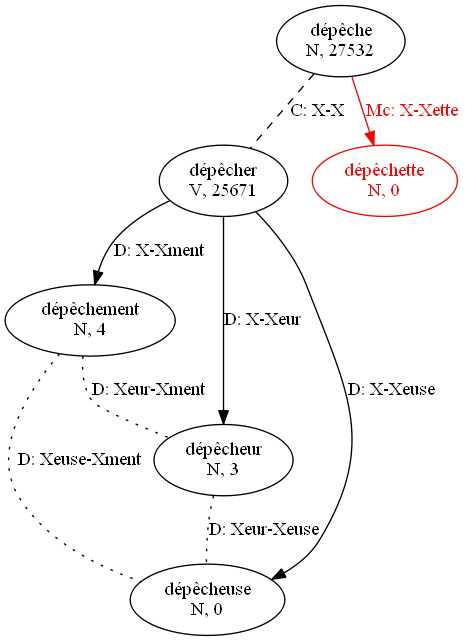 dépêche
N, 27532
C: X-X
Mc: X-Xette
dépêcher
V, 25671
dépêchette
N, 0
D: X-Xment
dépêchement
N, 4
D: X-Xeur
D: X-Xeuse
D: Xeur-Xment
dépêcheur
N, 3
D: Xeuse-Xment
D: Xeur-Xeuse
dépêcheuse
N, 0